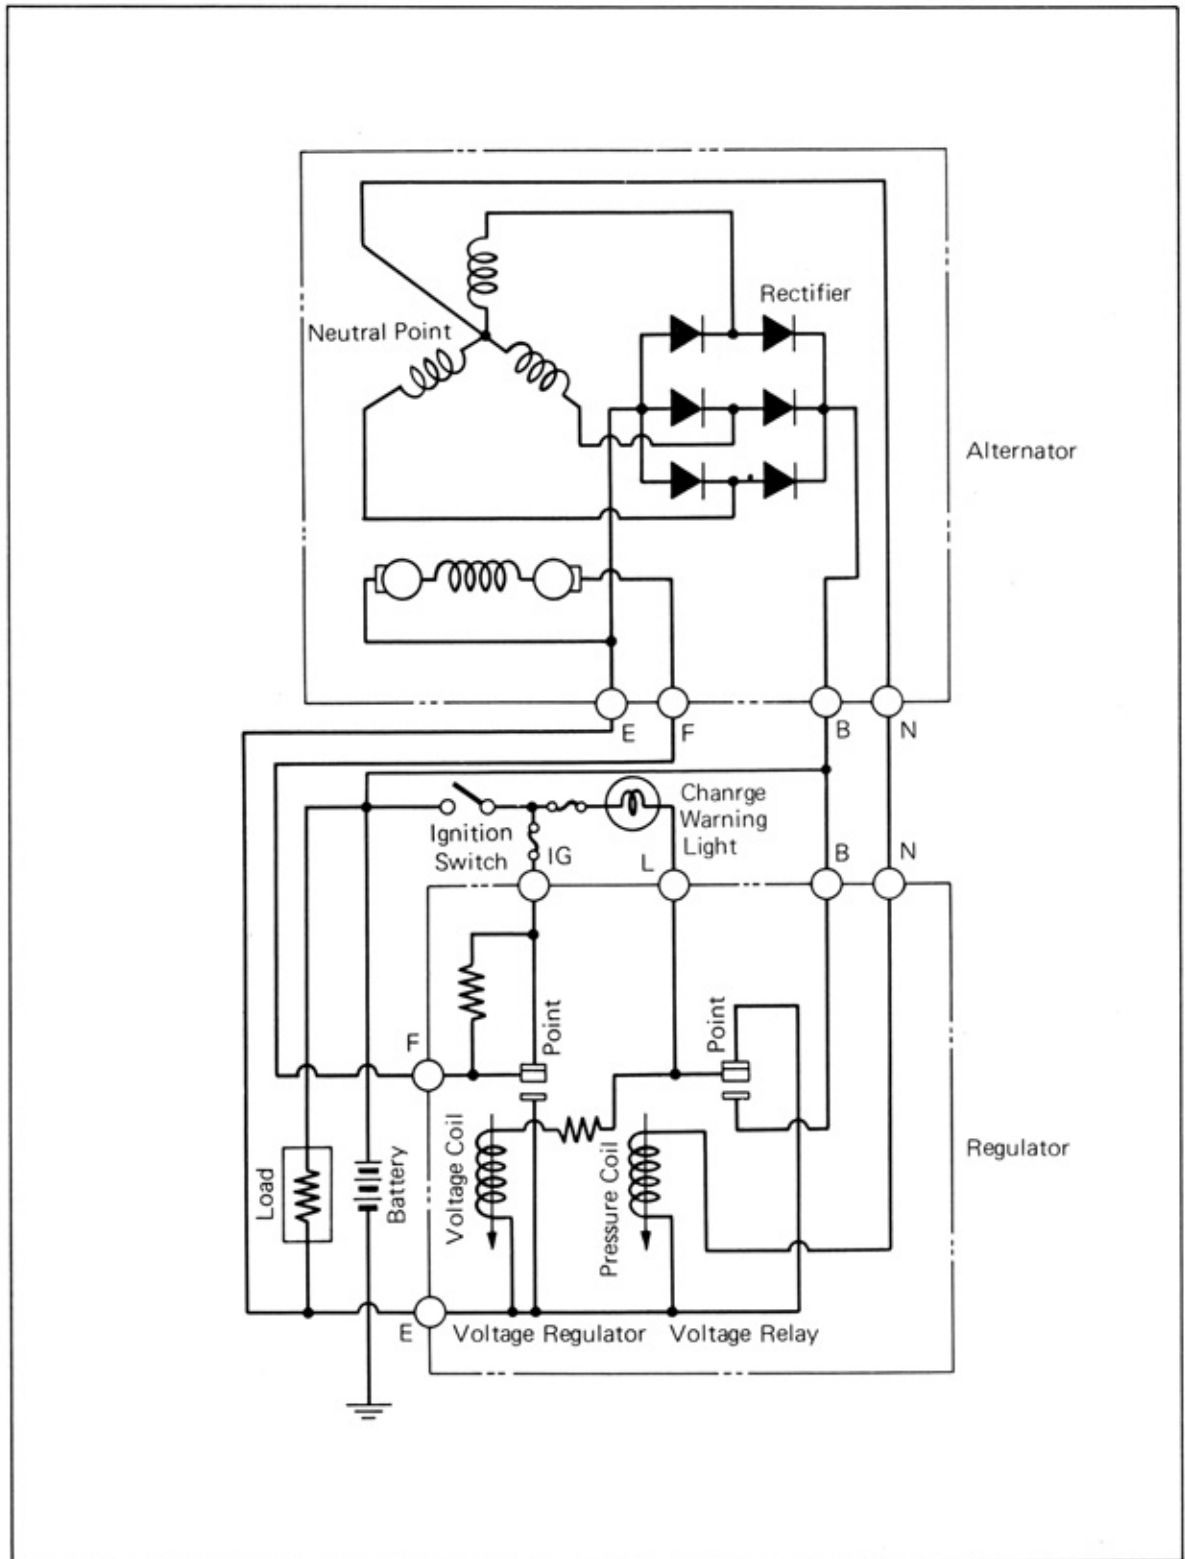 Rectifier
Neutral Point
Alternator
E
F
B
N
Chanrge
Warning
Light
Ignition
Switch
IG
L
B
N
F
Point
Point
Load
Battery
Voltage Coil
Pressure Coil
Regulator
E
Voltage Regulator
Voltage Relay